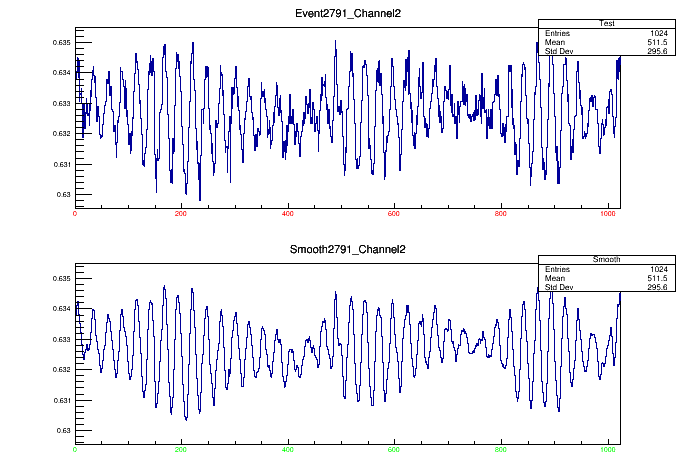 Event2791_Channel2
Test
Entries 1024
Mean 511.5
Std Dev 295.6
0.635
0.634
0.633
0.632
0.631
0.63
0 200 400 600 800 1000
Smooth2791_Channel2
Smooth
Entries 1024
Mean 511.5
Std Dev 295.6
0.635
0.634
0.633
0.632
0.631
0.63
0 200 400 600 800 1000